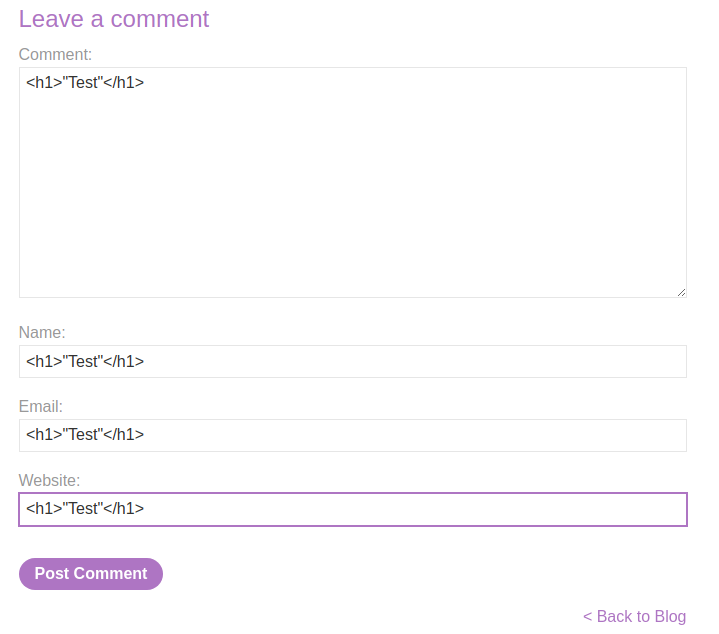 Leave a comment
Comment:
<h1>"Test"</h1>
Name:
<h1>"Test"</h1>
Email:
<h1>"Test"</h1>
Website:
<h1>"Test"</h1>
Post Comment
< Back to Blog